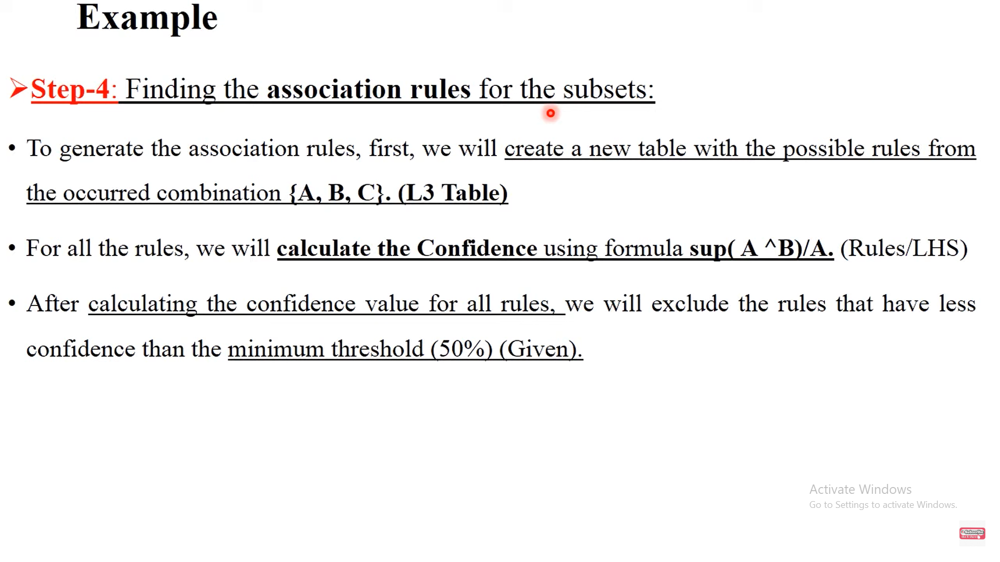 Example
➢Step-4: Finding the association rules for the subsets:
• To generate the association rules, first, we will create a new table with the possible rules from
the occurred combination {A, B, C}. (L3 Table)
• For all the rules, we will calculate the Confidence using formula sup( A ^B)/A. (Rules/LHS)
• After calculating the confidence value for all rules, we will exclude the rules that have less
confidence than the minimum threshold (50%) (Given).
Activate Windows
Go to Settings to activate Windows.
@Subscribe
like & share